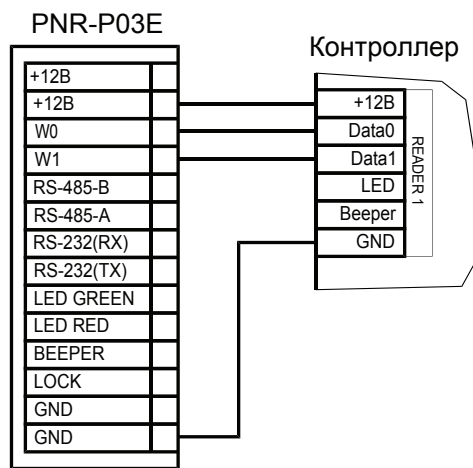 PNR-P03E
+12В
+12В
W0
W1
RS-485-B
RS-485-A
RS-232(RX)
RS-232(TX)
LED GREEN
LED RED
BEEPER
LOCK
GND
GND
Контроллер
+12В
Data0
Data1
LED
Beeper
GND
READER 1